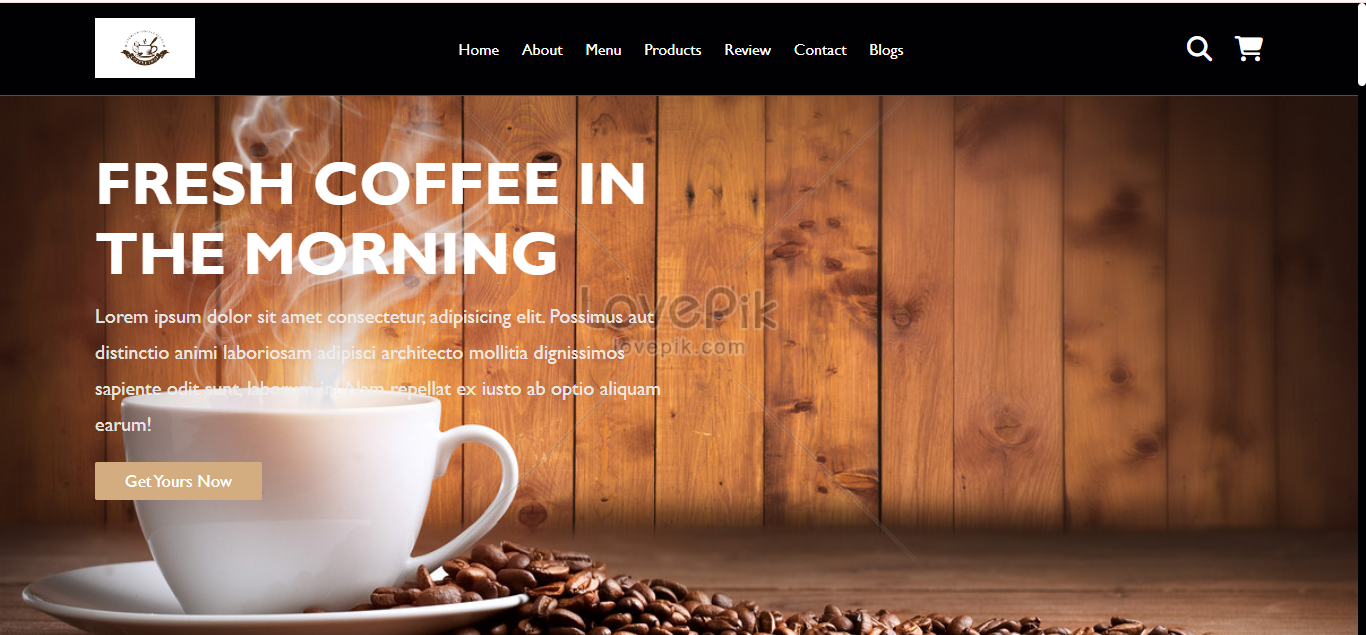 Home About Menu Products Review Contact Blogs
FRESH COFFEE IN
THE MORNING
Lorem ipsum dolor sit amet consectetur, adipisicing elit. Possimus aut
distinctio animi laboriosam adipisci architecto mollitia dignissimos
sapiente odit sunt, laborum in! Nam repellat ex iusto ab optio aliquam
earum!
Get Yours Now
LovePik
lovepik.com